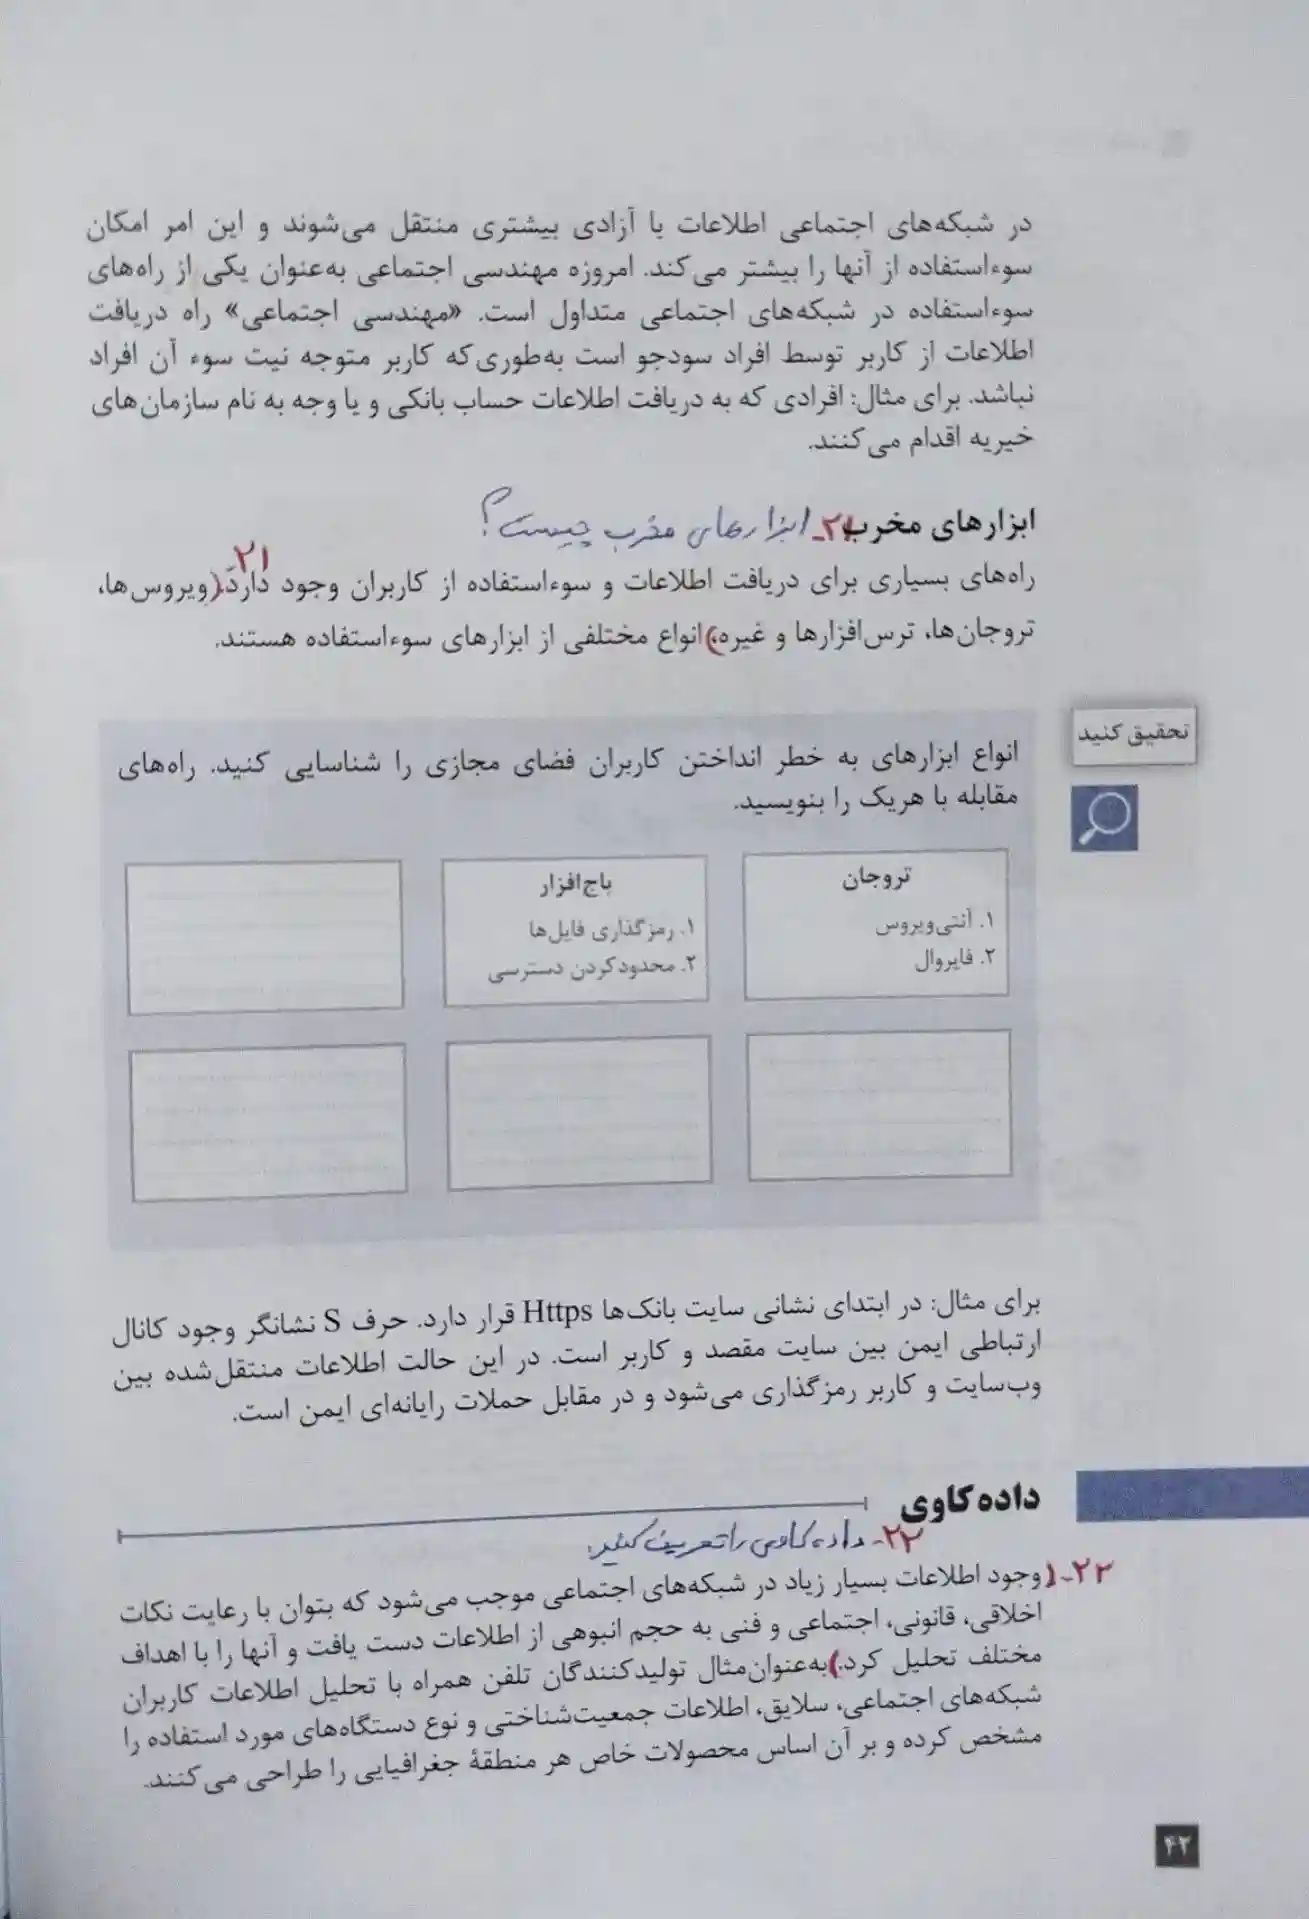 در شبکه‌های اجتماعی اطلاعات با آزادی بیشتری منتقل می‌شوند و این امر امکان
سوءاستفاده از آنها را بیشتر می‌کند. امروزه مهندسی اجتماعی به‌عنوان یکی از راه‌های
سوءاستفاده در شبکه‌های اجتماعی متداول است. «مهندسی اجتماعی» راه دریافت
اطلاعات از کاربر توسط افراد سودجو است به‌طوری‌که کاربر متوجه نیت سوء آن افراد
نباشد. برای مثال: افرادی که به دریافت اطلاعات حساب بانکی و یا وجه به نام سازمان‌های
خیریه اقدام می‌کنند.
ابزارهای مخرب ۲۱- ابزارهای مخرب چیست؟
۲۱
راه‌های بسیاری برای دریافت اطلاعات و سوءاستفاده از کاربران وجود دارد. (ویروس‌ها،
تروجان‌ها، ترس‌افزارها و غیره،) انواع مختلفی از ابزارهای سوءاستفاده هستند.
تحقیق کنید
انواع ابزارهای به خطر انداختن کاربران فضای مجازی را شناسایی کنید. راه‌های
مقابله با هریک را بنویسید.
تروجان
۱. آنتی‌ویروس
۲. فایروال
باج‌افزار
۱. رمزگذاری فایل‌ها
۲. محدودکردن دسترسی
برای مثال: در ابتدای نشانی سایت بانک‌ها Https قرار دارد. حرف S نشانگر وجود کانال
ارتباطی ایمن بین سایت مقصد و کاربر است. در این حالت اطلاعات منتقل‌شده بین
وب‌سایت و کاربر رمزگذاری می‌شود و در مقابل حملات رایانه‌ای ایمن است.
داده‌کاوی
۲۲- داده کاوی را تعریف کنید.
۲۲- (وجود اطلاعات بسیار زیاد در شبکه‌های اجتماعی موجب می‌شود که بتوان با رعایت نکات
اخلاقی، قانونی، اجتماعی و فنی به حجم انبوهی از اطلاعات دست یافت و آنها را با اهداف
مختلف تحلیل کرد.) به‌عنوان‌مثال تولیدکنندگان تلفن همراه با تحلیل اطلاعات کاربران
شبکه‌های اجتماعی، سلایق، اطلاعات جمعیت‌شناختی و نوع دستگاه‌های مورد استفاده را
مشخص کرده و بر آن اساس محصولات خاص هر منطقهٔ جغرافیایی را طراحی می‌کنند.
۴۲